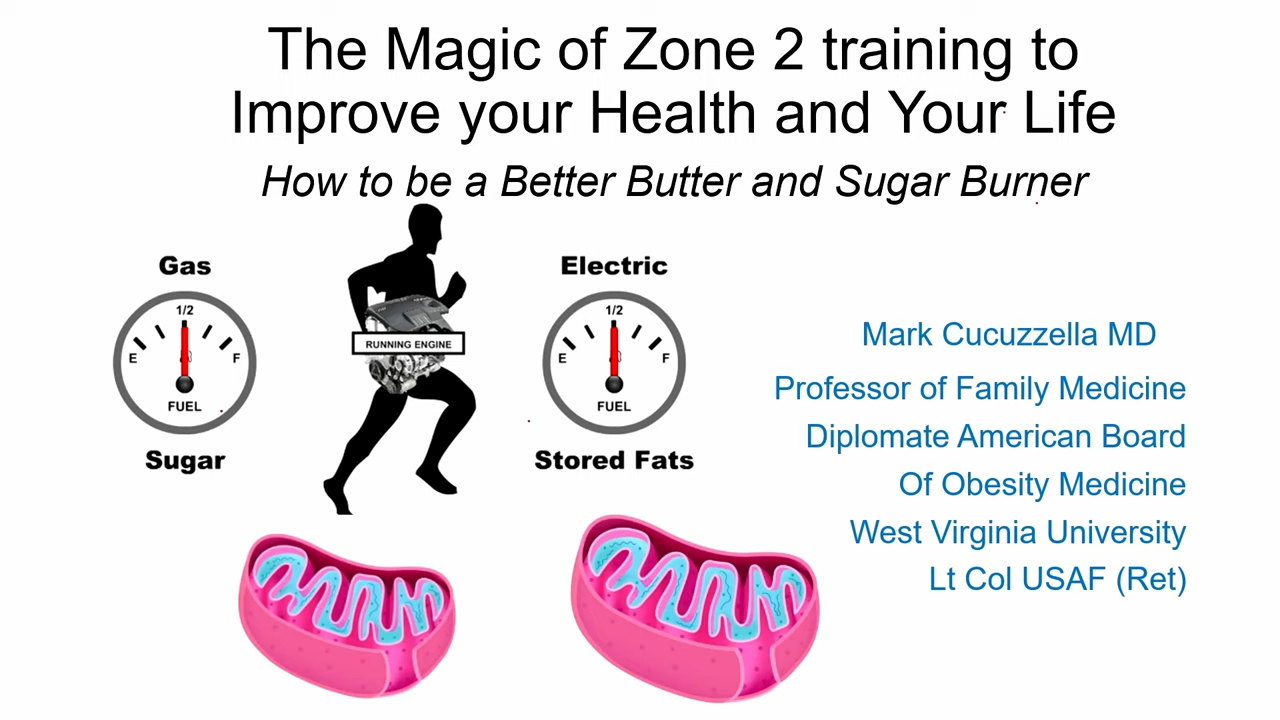 The Magic of Zone 2 training to
Improve your Health and Your Life
How to be a Better Butter and Sugar Burner
Gas
1/2
E
F
FUEL
Sugar
RUNNING ENGINE
Electric
1/2
E
F
FUEL
Stored Fats
Mark Cucuzzella MD
Professor of Family Medicine
Diplomate American Board
Of Obesity Medicine
West Virginia University
Lt Col USAF (Ret)